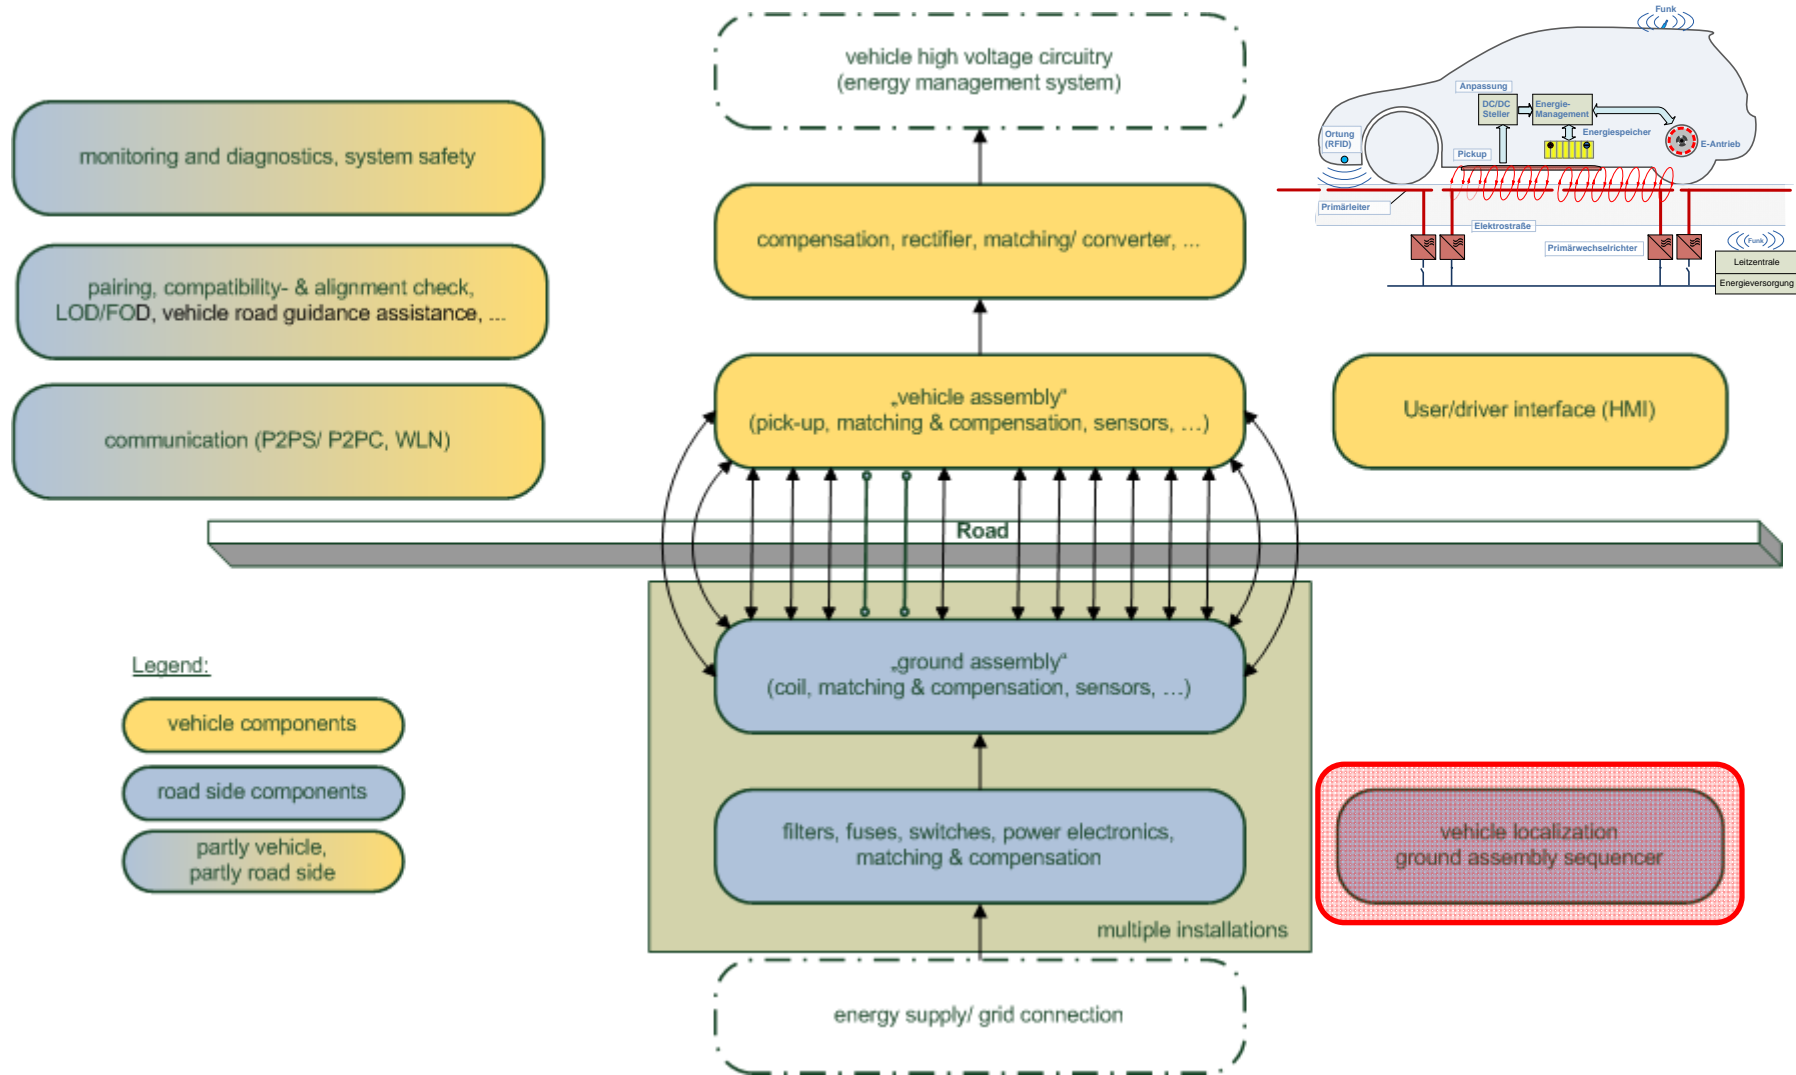 vehicle high voltage circuitry
(energy management system)
monitoring and diagnostics, system safety
compensation, rectifier, matching/ converter, ...
pairing, compatibility- & alignment check,
LOD/FOD, vehicle road guidance assistance, ...
„vehicle assembly“
(pick-up, matching & compensation, sensors, …)
communication (P2PS/ P2PC, WLN)
User/driver interface (HMI)
Road
„ground assembly“
(coil, matching & compensation, sensors, …)
filters, fuses, switches, power electronics,
matching & compensation
multiple installations
vehicle localization
ground assembly sequencer
energy supply/ grid connection
Legend:
vehicle components
road side components
partly vehicle,
partly road side
Funk
Anpassung
DC/DC
Steller
Energie-
Management
Ortung
(RFID)
Energiespeicher
E-Antrieb
Pickup
Primärleiter
Elektrostraße
Primärwechselrichter
Funk
Leitzentrale
Energieversorgung